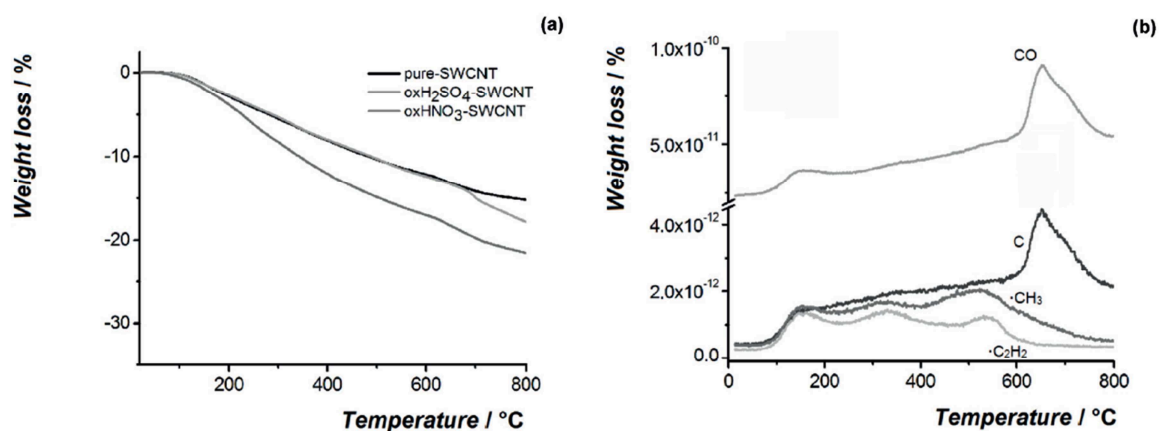 (a)
Weight loss / %
0
-10
-20
-30
pure-SWCNT
oxH2SO4-SWCNT
oxHNO3-SWCNT
200 400 600 800
Temperature / °C
(b)
Weight loss / %
1.0x10⁻¹⁰
5.0x10⁻¹¹
4.0x10⁻¹²
2.0x10⁻¹²
0.0
CO
C
·CH3
·C2H2
0 200 400 600 800
Temperature / °C